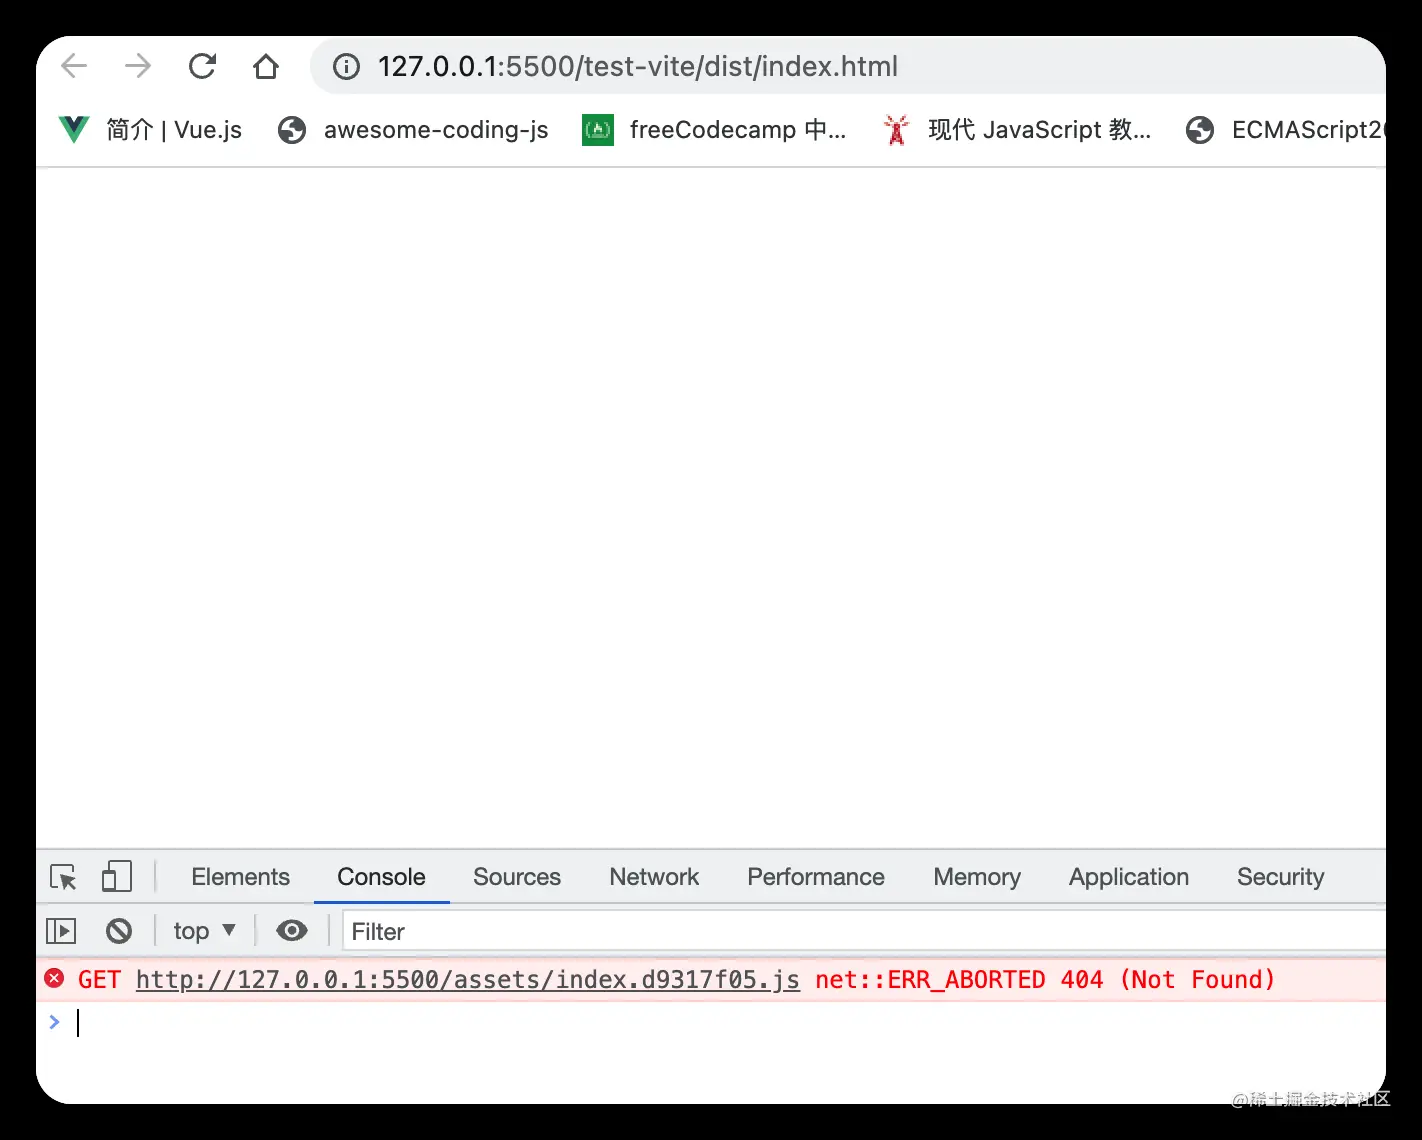 127.0.0.1:5500/test-vite/dist/index.html
简介 | Vue.js awesome-coding-js freeCodecamp 中... 现代 JavaScript 教... ECMAScript20
Elements Console Sources Network Performance Memory Application Security
top Filter
GET http://127.0.0.1:5500/assets/index.d9317f05.js net::ERR_ABORTED 404 (Not Found)
@稀土掘金技术社区